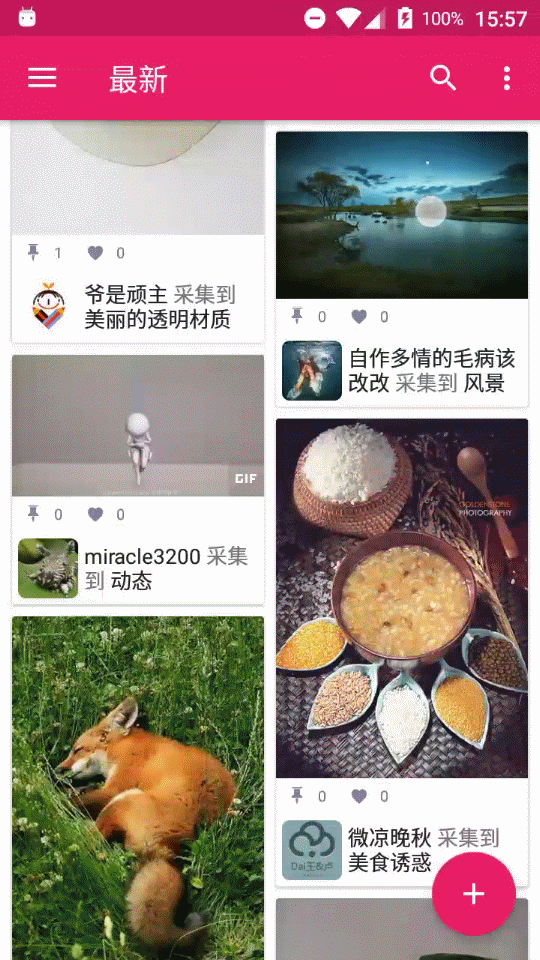 100% 15:57
最新
1 0
爷是顽主 采集到
美丽的透明材质
0 0
自作多情的毛病该
改改 采集到 风景
GIF
0 0
miracle3200 采集
到 动态
GOLDENSTONS
PHOTOGRAPHY
0 0
微凉晚秋 采集到
美食诱惑